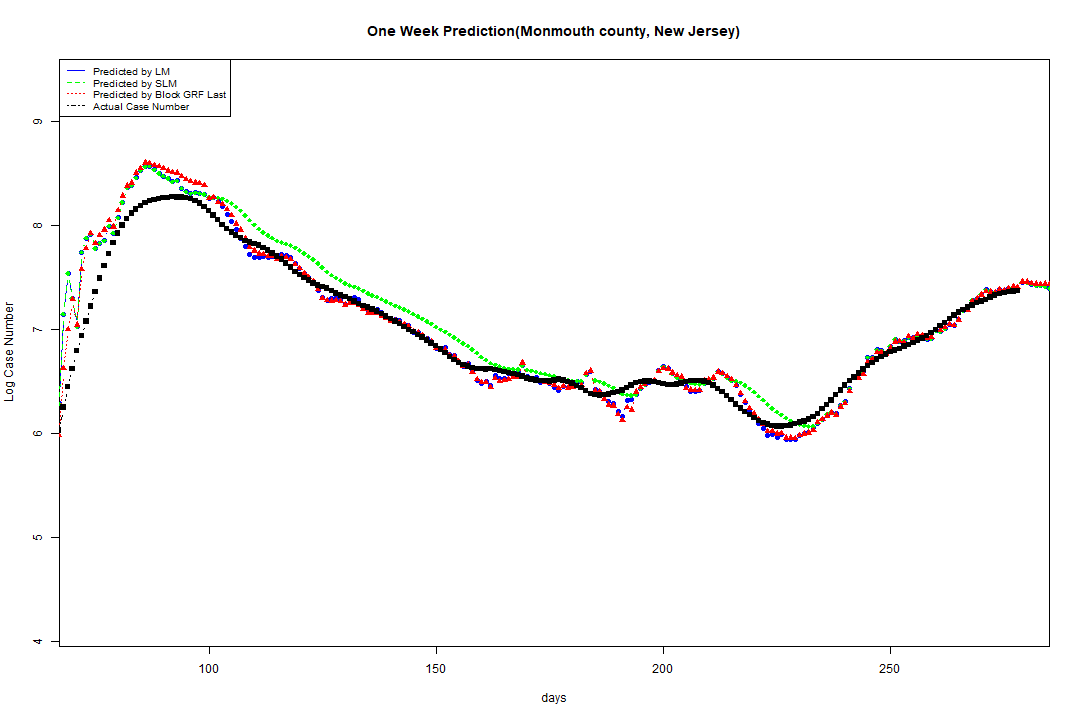 One Week Prediction(Monmouth county, New Jersey)
Predicted by LM
Predicted by SLM
Predicted by Block GRF Last
Actual Case Number
9
8
7
6
5
4
Log Case Number
100 150 200 250
days